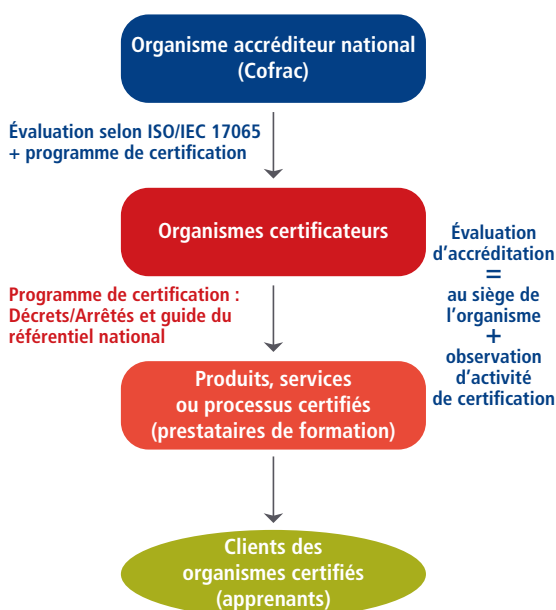 Organisme accréditeur national
(Cofrac)
Évaluation selon ISO/IEC 17065
+ programme de certification
Organismes certificateurs
Évaluation
d'accréditation
=
au siège de
l'organisme
+
observation
d'activité
de certification
Programme de certification :
Décrets/Arrêtés et guide du
référentiel national
Produits, services
ou processus certifiés
(prestataires de formation)
Clients des
organismes certifiés
(apprenants)